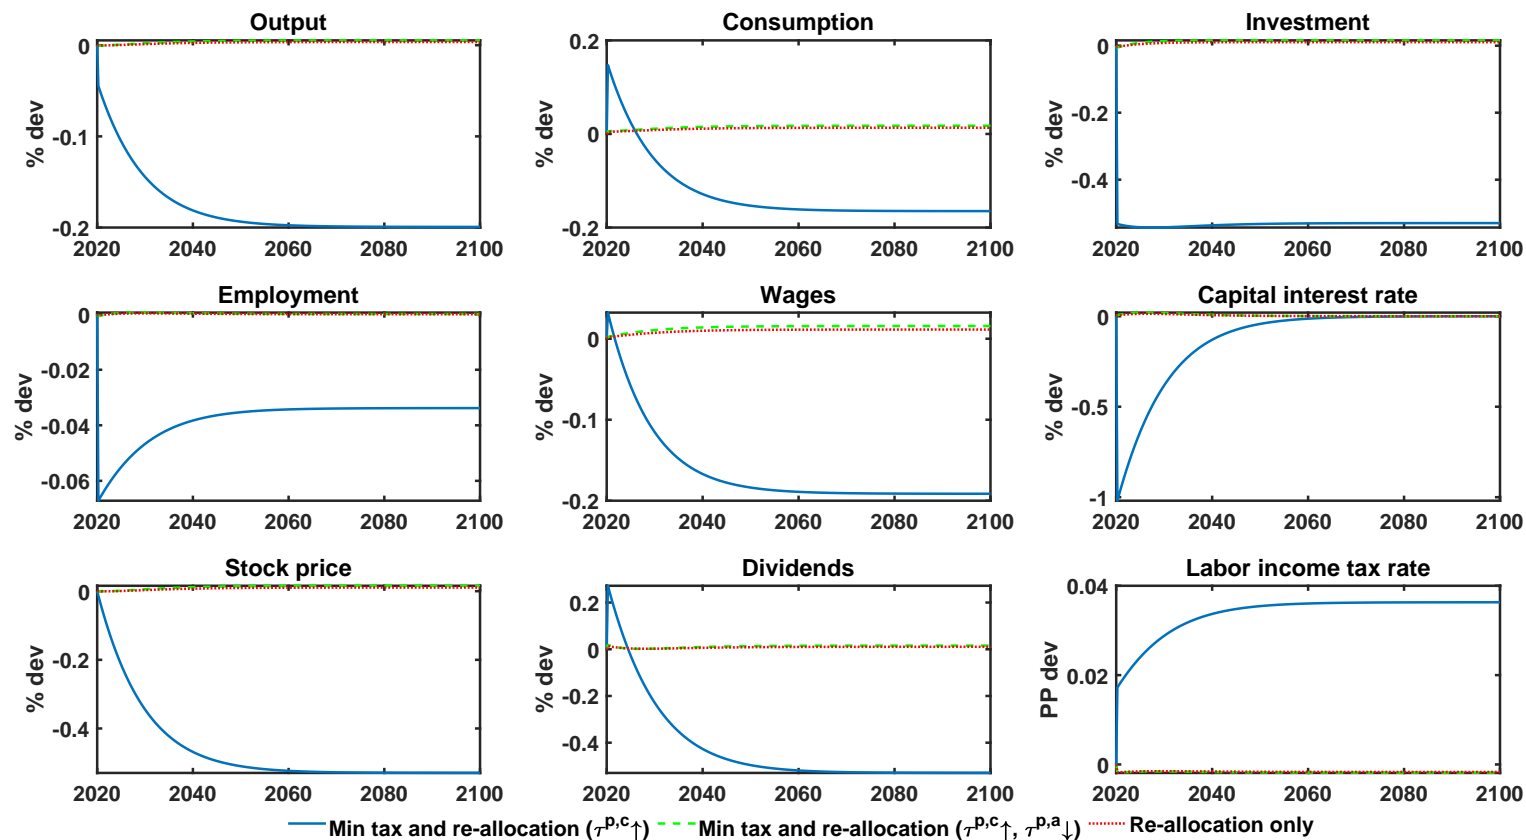 Output
Consumption
Investment
% dev
0
-0.1
-0.2
2020 2040 2060 2080 2100
% dev
0.2
0
-0.2
2020 2040 2060 2080 2100
% dev
0
-0.2
-0.4
2020 2040 2060 2080 2100
Employment
Wages
Capital interest rate
% dev
0
-0.02
-0.04
-0.06
2020 2040 2060 2080 2100
% dev
0
-0.1
-0.2
2020 2040 2060 2080 2100
% dev
0
-0.5
-1
2020 2040 2060 2080 2100
Stock price
Dividends
Labor income tax rate
% dev
0
-0.2
-0.4
2020 2040 2060 2080 2100
% dev
0.2
0
-0.2
-0.4
2020 2040 2060 2080 2100
PP dev
0.04
0.02
0
2020 2040 2060 2080 2100
Min tax and re-allocation (τ^p,c↑) Min tax and re-allocation (τ^p,c↑, τ^p,a↓) Re-allocation only